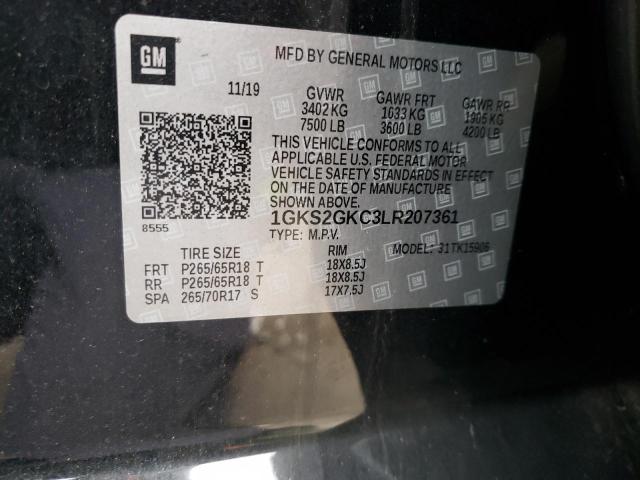 GM
MFD BY GENERAL MOTORS LLC
11/19 GVWR GAWR FRT GAWR RR
3402 KG 1633 KG 1905 KG
7500 LB 3600 LB 4200 LB
THIS VEHICLE CONFORMS TO ALL
APPLICABLE U.S. FEDERAL MOTOR
VEHICLE SAFETY STANDARDS IN EFFECT
ON THE DATE OF MANUFACTURE
1GKS2GKC3LR207361
8555
TYPE: M.P.V. MODEL: 31TK15906
TIRE SIZE RIM
FRT P265/65R18 T 18X8.5J
RR P265/65R18 T 18X8.5J
SPA 265/70R17 S 17X7.5J